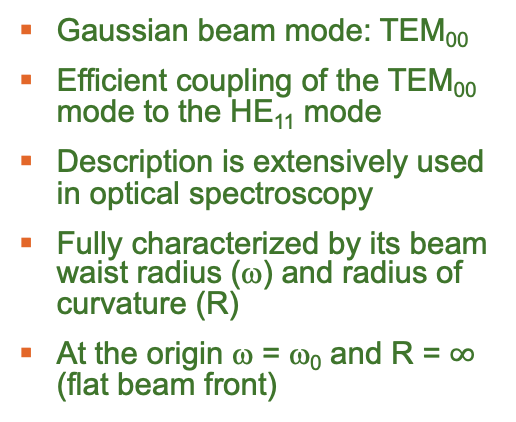 ▪ Gaussian beam mode: TEM₀₀
▪ Efficient coupling of the TEM₀₀
mode to the HE₁₁ mode
▪ Description is extensively used
in optical spectroscopy
▪ Fully characterized by its beam
waist radius (ω) and radius of
curvature (R)
▪ At the origin ω = ω₀ and R = ∞
(flat beam front)